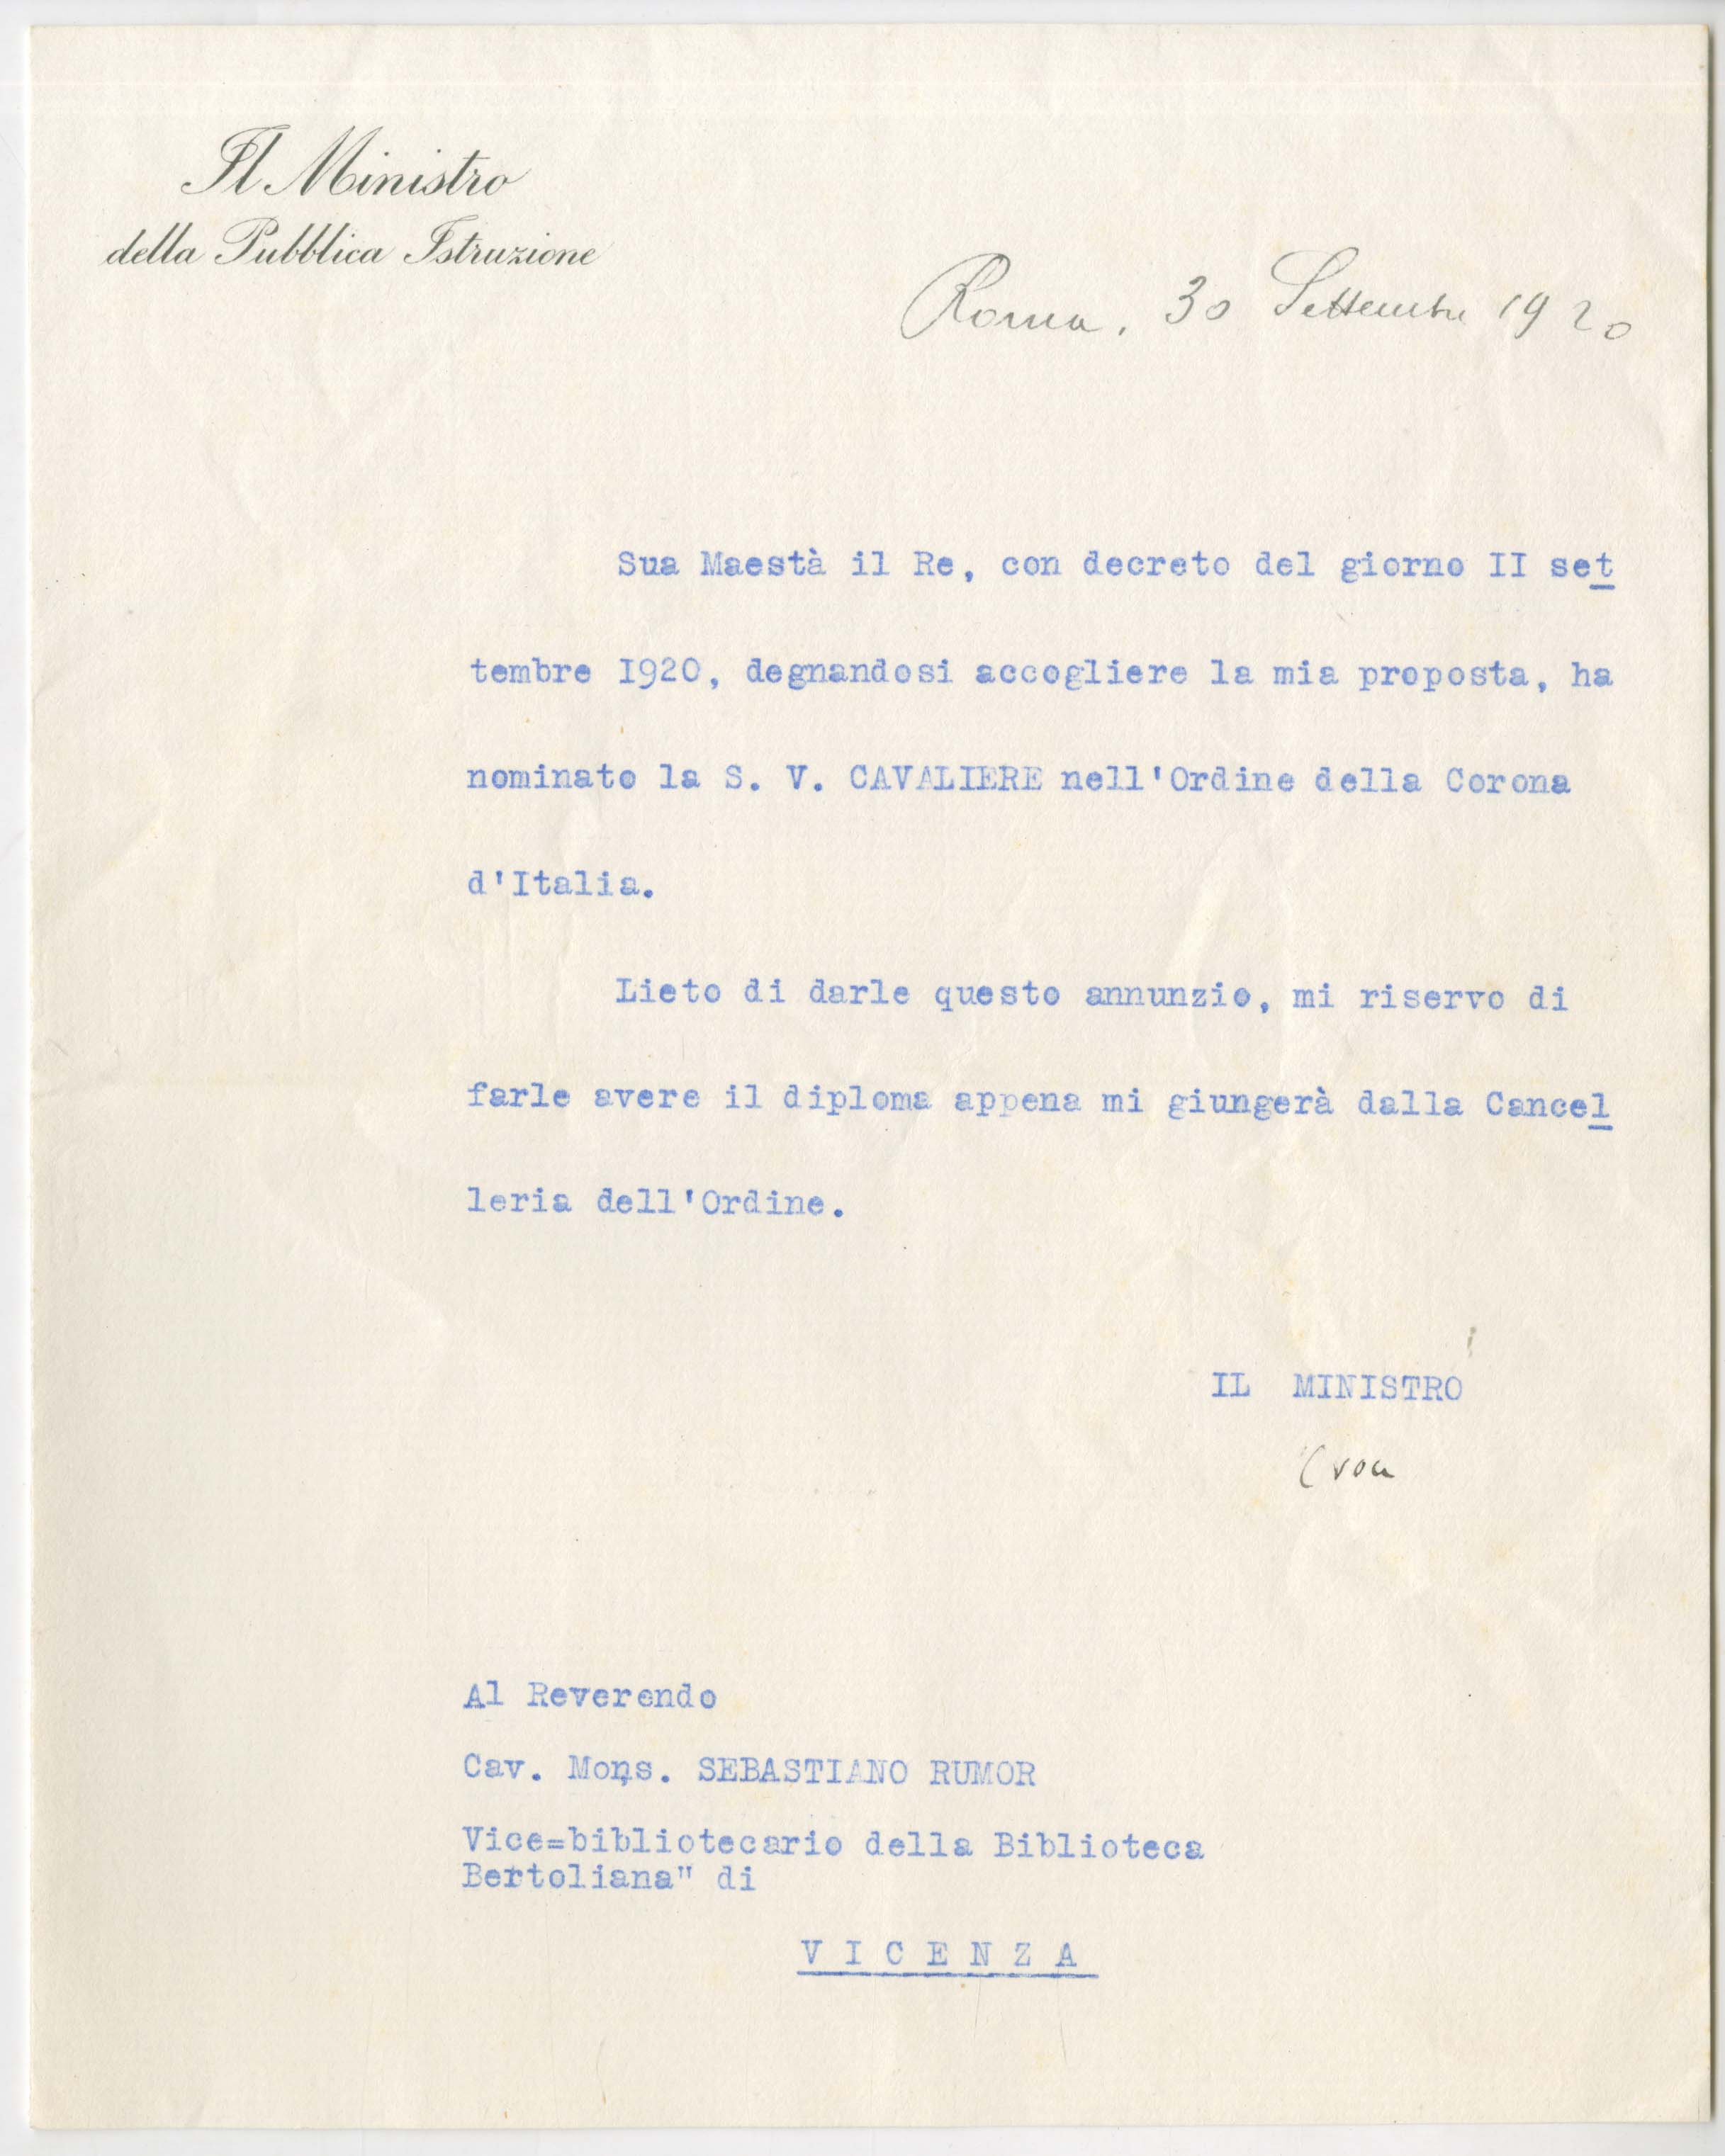 Il Ministro
della Pubblica Istruzione
Roma, 30 Settembre 1920
Sua Maestà il Re, con decreto del giorno II set
tembre I920, degnandosi accogliere la mia proposta, ha
nominato la S. V. CAVALIERE nell'Ordine della Corona
d'Italia.
Lieto di darle questo annunzio, mi riservo di
farle avere il diploma appena mi giungerà dalla Cancel
leria dell'Ordine.
IL MINISTRO
Al Reverendo
Cav. Mons. SEBASTIANO RUMOR
Vice=bibliotecario della Biblioteca
Bertoliana" di
VICENZA